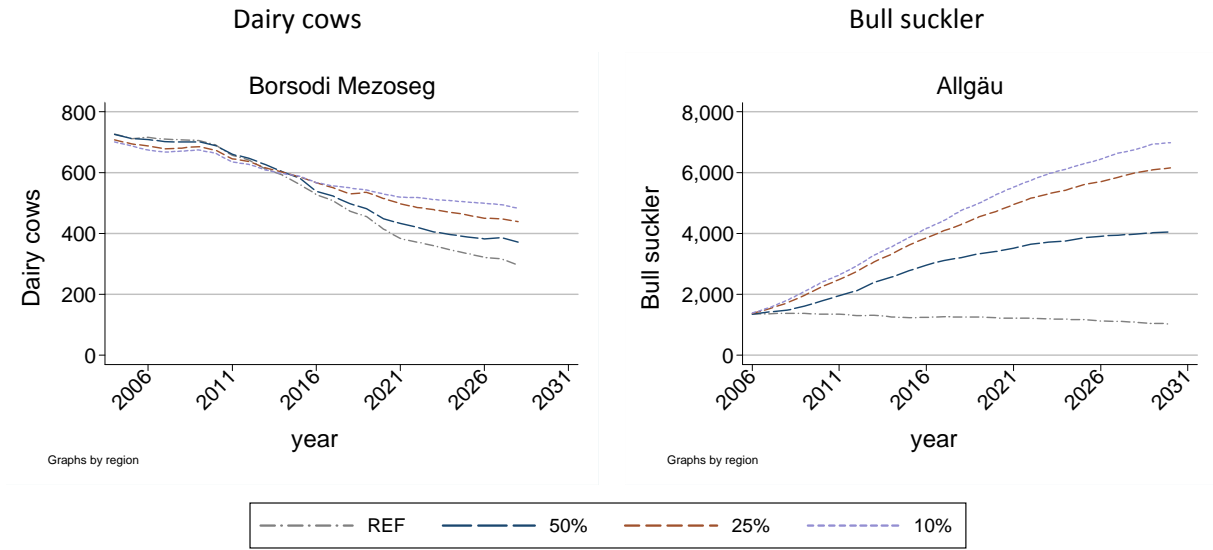 Dairy cows
Borsodi Mezoseg
Dairy cows
800
600
400
200
0
2006
2011
2016
2021
2026
2031
year
Graphs by region
Bull suckler
Allgäu
Bull suckler
8,000
6,000
4,000
2,000
0
2006
2011
2016
2021
2026
2031
year
Graphs by region
REF 50% 25% 10%